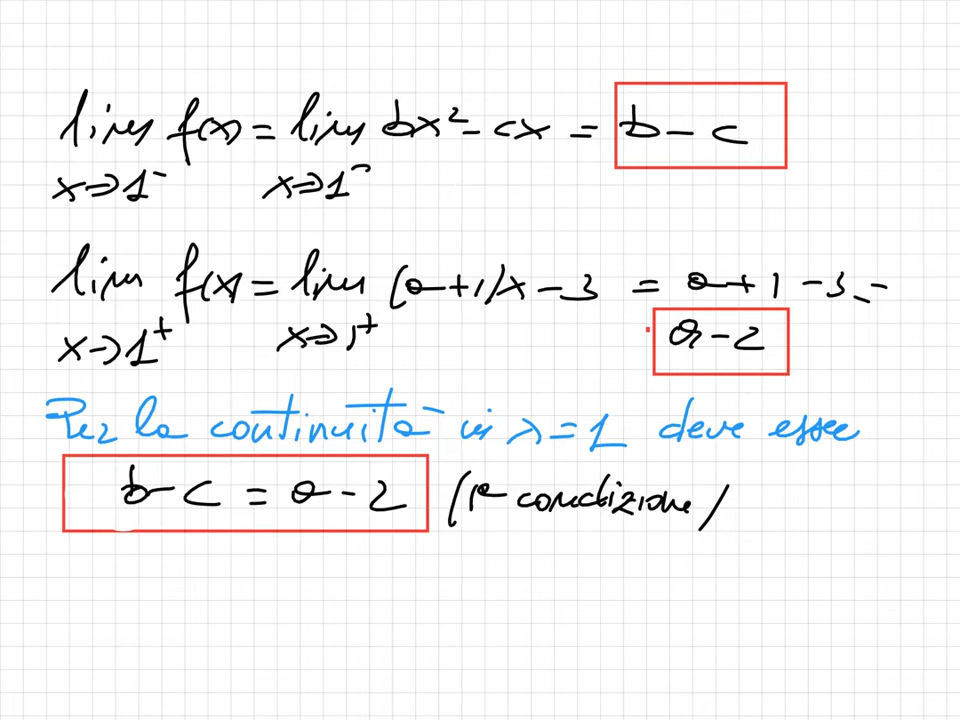 lim f(x) = lim bx² - cx = b - c
x→1⁻ x→1⁻
lim f(x) = lim (a+1)x - 3 = a+1-3 =
x→1⁺ x→1⁺ a-2
Per la continuità in x=1 deve essere
b-c = a-2 (1ª condizione)